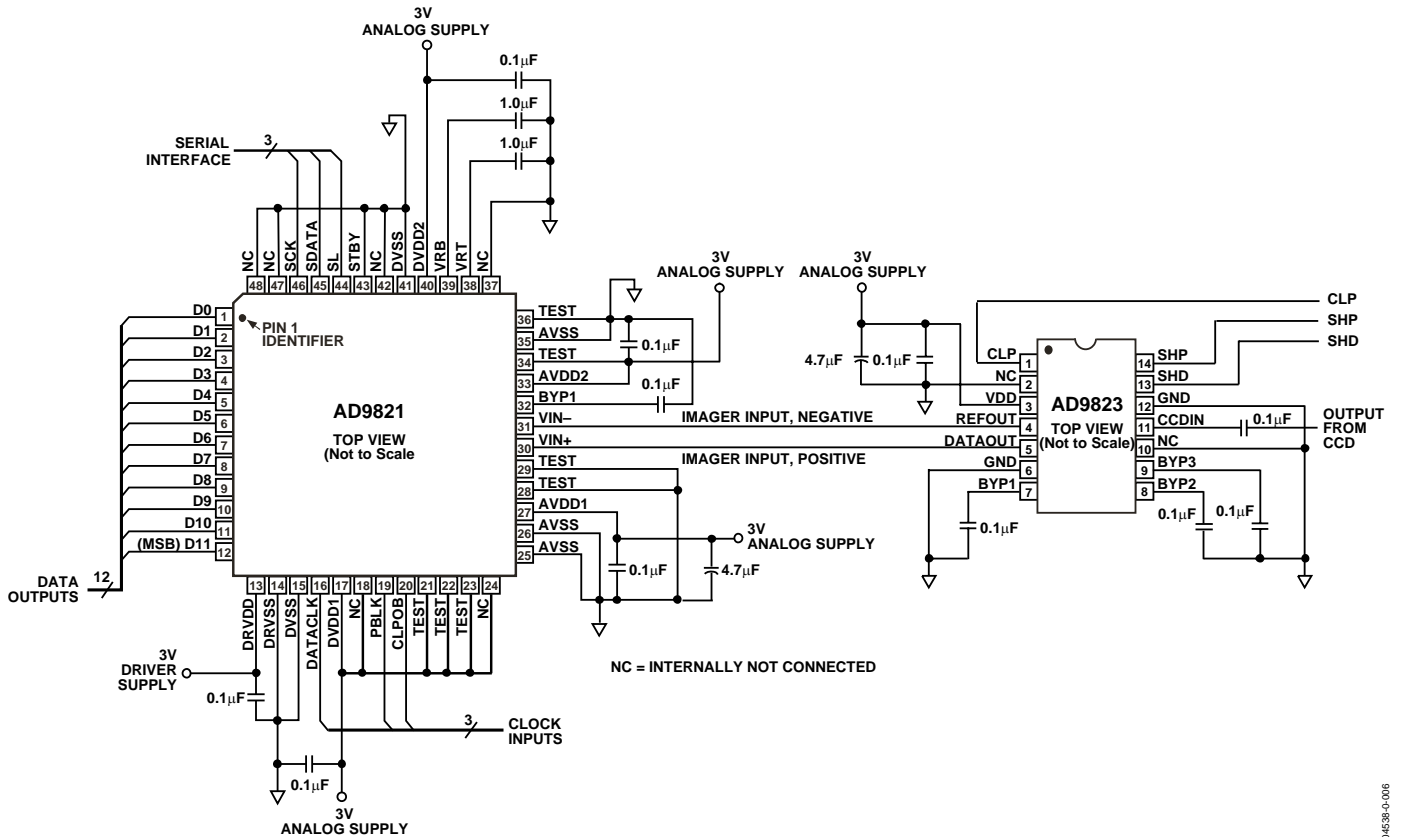 3V
ANALOG SUPPLY
0.1µF
1.0µF
1.0µF
SERIAL
INTERFACE
3
NC
NC
SCK
SDATA
SL
STBY
NC
DVSS
DVDD2
VRB
VRT
NC
48 47 46 45 44 43 42 41 40 39 38 37
D0 1
D1 2
D2 3
D3 4
D4 5
D5 6
D6 7
D7 8
D8 9
D9 10
D10 11
(MSB) D11 12
DATA
OUTPUTS
12
PIN 1
IDENTIFIER
AD9821
TOP VIEW
(Not to Scale
36 TEST
35 AVSS
34 TEST
33 AVDD2
32 BYP1
31 VIN–
30 VIN+
29 TEST
28 TEST
27 AVDD1
26 AVSS
25 AVSS
3V
ANALOG SUPPLY
0.1µF
0.1µF
IMAGER INPUT, NEGATIVE
IMAGER INPUT, POSITIVE
3V
ANALOG SUPPLY
0.1µF
4.7µF
13 14 15 16 17 18 19 20 21 22 23 24
DRVDD
DRVSS
DVSS
DATACLK
DVDD1
NC
PBLK
CLPOB
TEST
TEST
TEST
NC
3V
DRIVER
SUPPLY
0.1µF
3
CLOCK
INPUTS
0.1µF
3V
ANALOG SUPPLY
NC = INTERNALLY NOT CONNECTED
3V
ANALOG SUPPLY
4.7µF
0.1µF
CLP
SHP
SHD
CLP 1
NC 2
VDD 3
REFOUT 4
DATAOUT 5
GND 6
BYP1 7
AD9823
TOP VIEW
(Not to Scale)
14 SHP
13 SHD
12 GND
11 CCDIN
10 NC
9 BYP3
8 BYP2
0.1µF
OUTPUT
FROM
CCD
0.1µF
0.1µF
0.1µF
04538-0-006